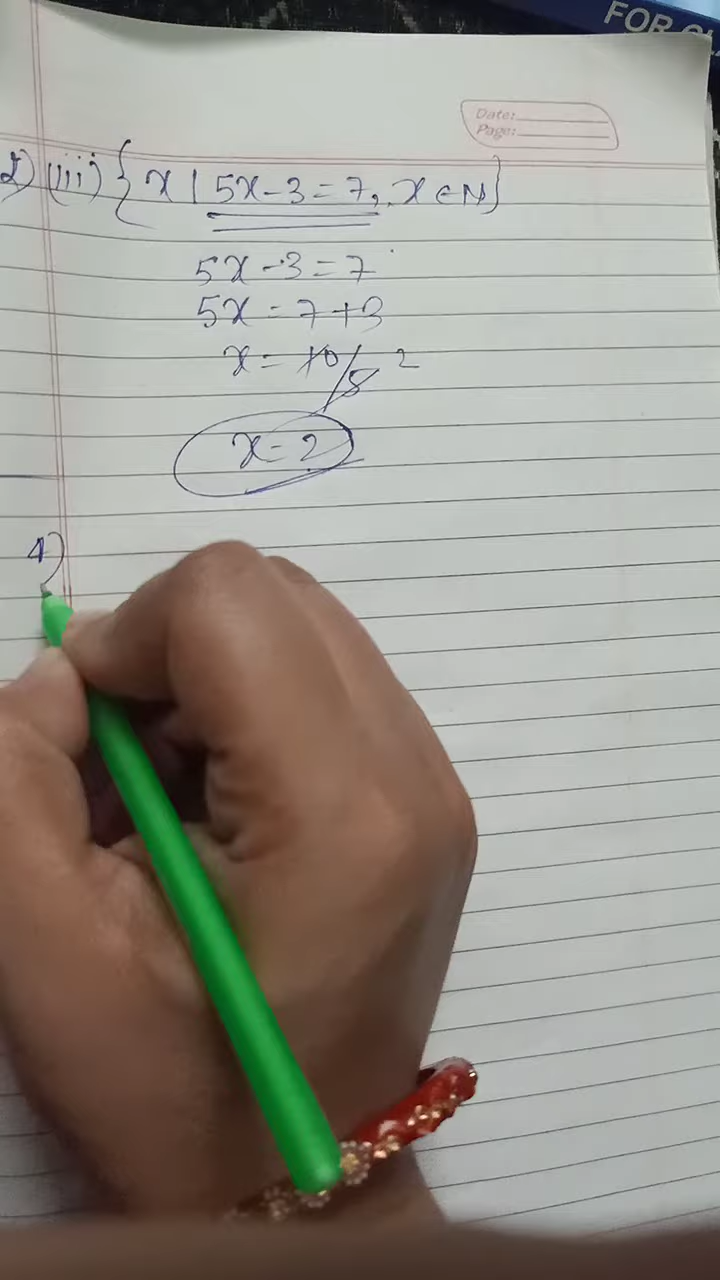 FOR CLA
Date:
Page:
2) (iii) { x | 5x-3=7, x ∈ N }
5x-3=7
5x = 7+3
x = 10/5 2
x=2
4)